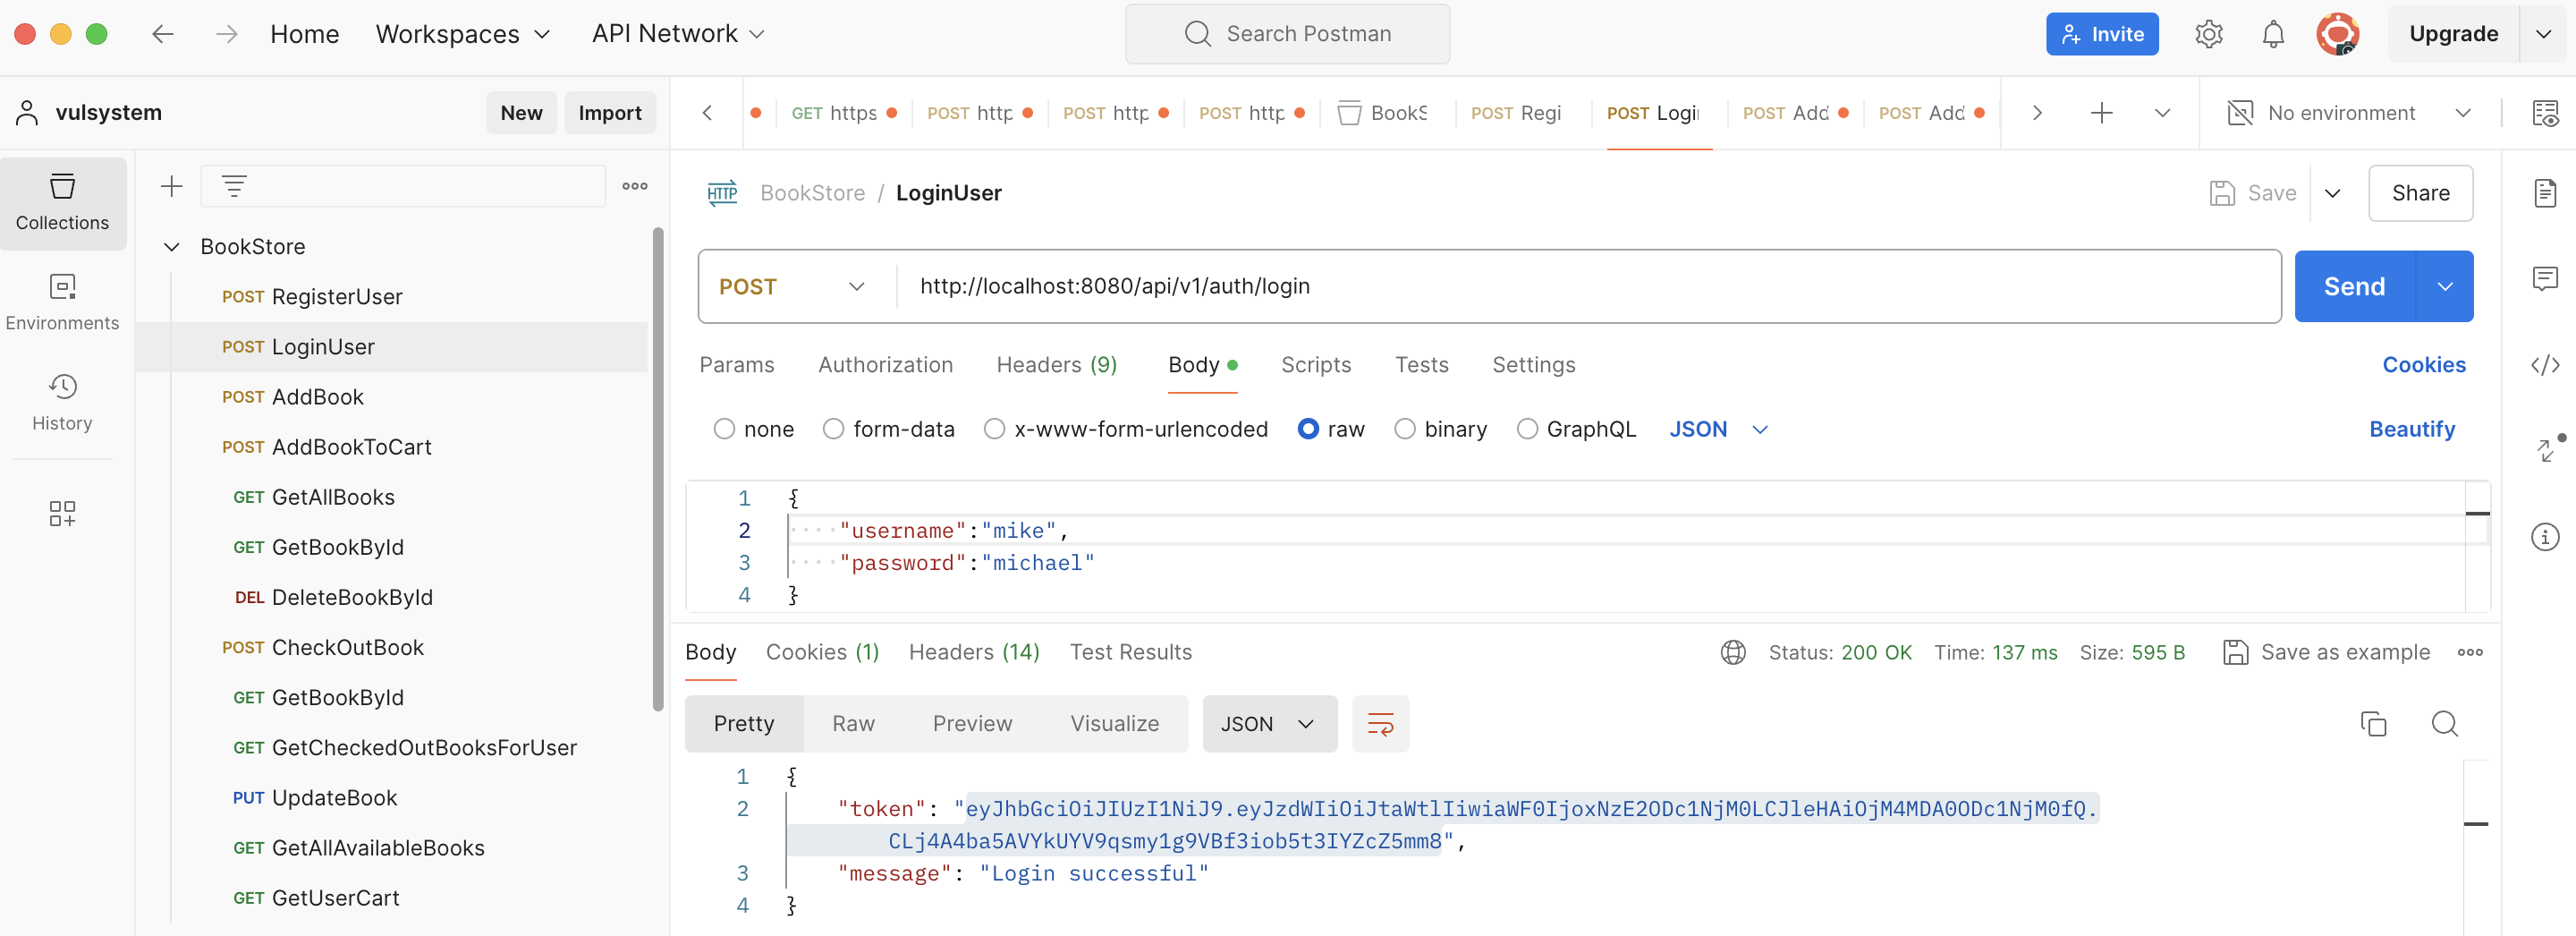 Home Workspaces API Network Search Postman Invite Upgrade
vulsystem New Import
GET https POST http POST http POST http BookS POST Regi POST Logi POST Add POST Add No environment
Collections
Environments
History
BookStore
POST RegisterUser
POST LoginUser
POST AddBook
POST AddBookToCart
GET GetAllBooks
GET GetBookById
DEL DeleteBookById
POST CheckOutBook
GET GetBookById
GET GetCheckedOutBooksForUser
PUT UpdateBook
GET GetAllAvailableBooks
GET GetUserCart
HTTP BookStore / LoginUser Save Share
POST http://localhost:8080/api/v1/auth/login Send
Params Authorization Headers (9) Body Scripts Tests Settings Cookies
none form-data x-www-form-urlencoded raw binary GraphQL JSON Beautify
1 {
2 "username":"mike",
3 "password":"michael"
4 }
Body Cookies (1) Headers (14) Test Results Status: 200 OK Time: 137 ms Size: 595 B Save as example
Pretty Raw Preview Visualize JSON
1 {
2 "token": "eyJhbGciOiJIUzI1NiJ9.eyJzdWIiOiJtaWtlIiwiaWF0IjoxNzE2ODc1NjM0LCJleHAiOjM4MDA0ODc1NjM0fQ.
CLj4A4ba5AVYkUYV9qsmy1g9VBf3iob5t3IYZcZ5mm8",
3 "message": "Login successful"
4 }